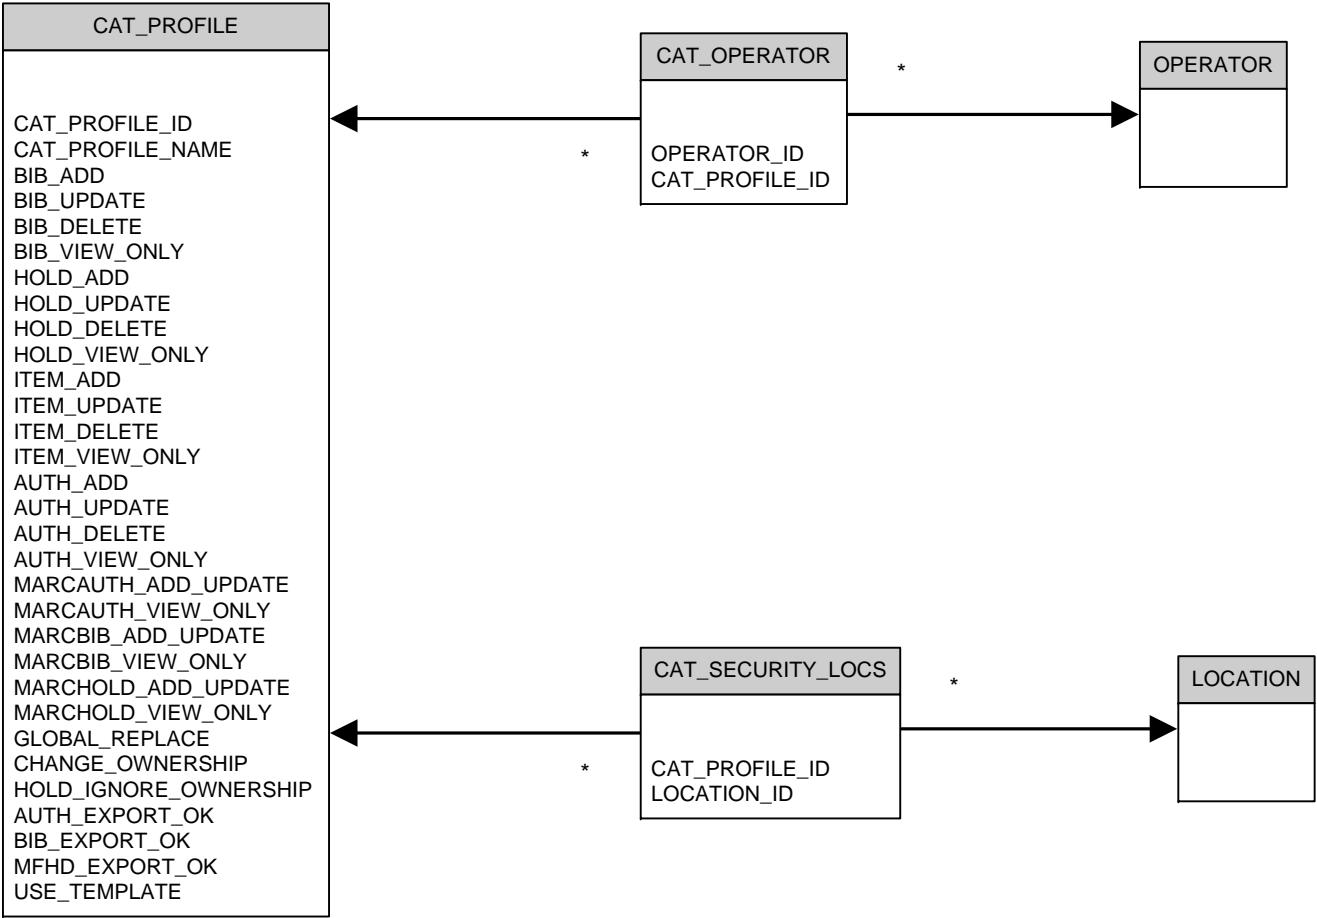 CAT_PROFILE
CAT_PROFILE_ID
CAT_PROFILE_NAME
BIB_ADD
BIB_UPDATE
BIB_DELETE
BIB_VIEW_ONLY
HOLD_ADD
HOLD_UPDATE
HOLD_DELETE
HOLD_VIEW_ONLY
ITEM_ADD
ITEM_UPDATE
ITEM_DELETE
ITEM_VIEW_ONLY
AUTH_ADD
AUTH_UPDATE
AUTH_DELETE
AUTH_VIEW_ONLY
MARCAUTH_ADD_UPDATE
MARCAUTH_VIEW_ONLY
MARCBIB_ADD_UPDATE
MARCBIB_VIEW_ONLY
MARCHOLD_ADD_UPDATE
MARCHOLD_VIEW_ONLY
GLOBAL_REPLACE
CHANGE_OWNERSHIP
HOLD_IGNORE_OWNERSHIP
AUTH_EXPORT_OK
BIB_EXPORT_OK
MFHD_EXPORT_OK
USE_TEMPLATE
*
CAT_OPERATOR
OPERATOR_ID
CAT_PROFILE_ID
*
OPERATOR
*
CAT_SECURITY_LOCS
CAT_PROFILE_ID
LOCATION_ID
*
LOCATION